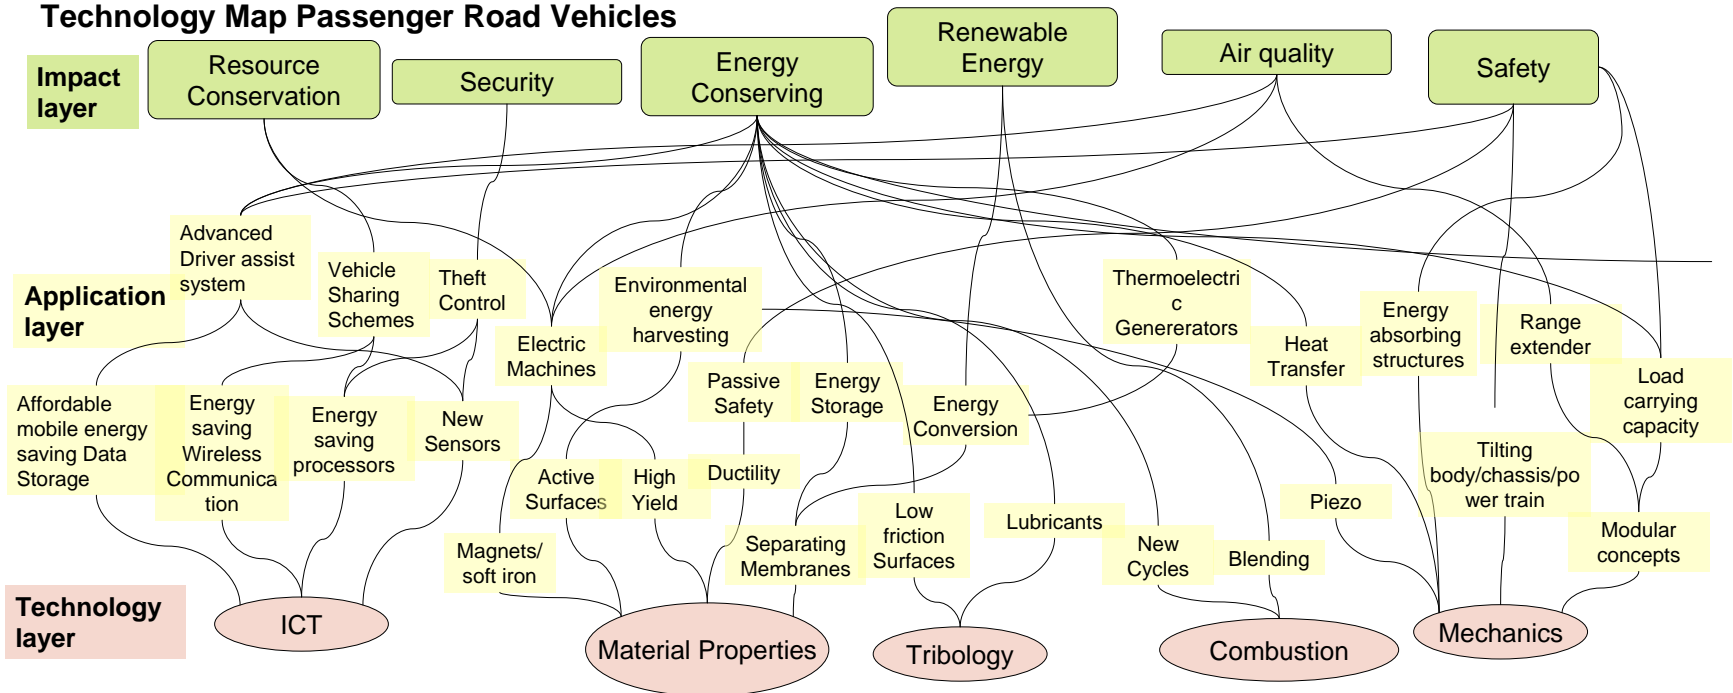 Technology Map Passenger Road Vehicles
Impact
layer
Resource
Conservation
Security
Energy
Conserving
Renewable
Energy
Air quality
Safety
Application
layer
Advanced
Driver assist
system
Vehicle
Sharing
Schemes
Theft
Control
Electric
Machines
Environmental
energy
harvesting
Thermoelectri
c
Genererators
Heat
Transfer
Energy
absorbing
structures
Range
extender
Load
carrying
capacity
Affordable
mobile energy
saving Data
Storage
Energy
saving
Wireless
Communica
tion
Energy
saving
processors
New
Sensors
Passive
Safety
Energy
Storage
Energy
Conversion
Active
Surfaces
High
Yield
Ductility
Tilting
body/chassis/po
wer train
Piezo
Magnets/
soft iron
Separating
Membranes
Low
friction
Surfaces
Lubricants
New
Cycles
Blending
Modular
concepts
Technology
layer
ICT
Material Properties
Tribology
Combustion
Mechanics